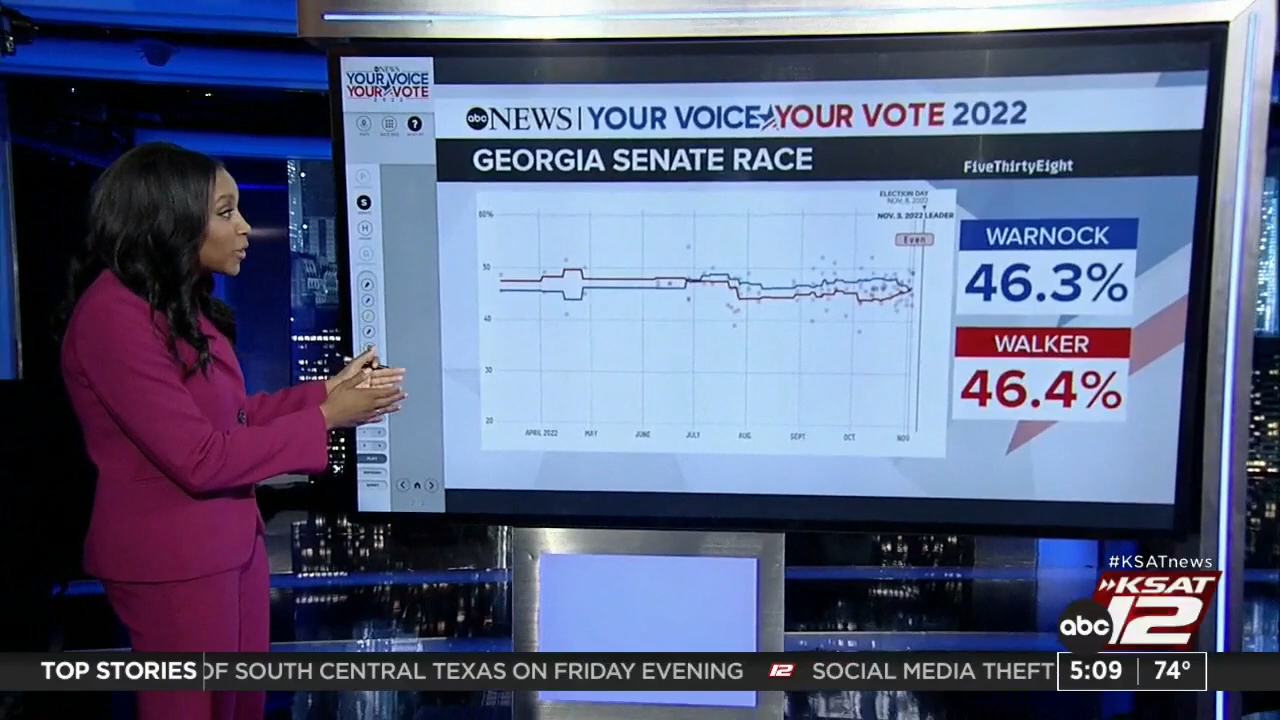 NEWS
YOUR VOICE
YOUR VOTE
2022
abc NEWS | YOUR VOICE YOUR VOTE 2022
GEORGIA SENATE RACE
FiveThirtyEight
ELECTION DAY
NOV. 8, 2022
NOV. 3, 2022 LEADER
Even
60%
50
40
30
20
APRIL 2022 MAY JUNE JULY AUG. SEPT OCT NOV
WARNOCK
46.3%
WALKER
46.4%
S
H
?
#KSATnews
KSAT
12
abc
TOP STORIES OF SOUTH CENTRAL TEXAS ON FRIDAY EVENING 12 SOCIAL MEDIA THEFT 5:09 74°